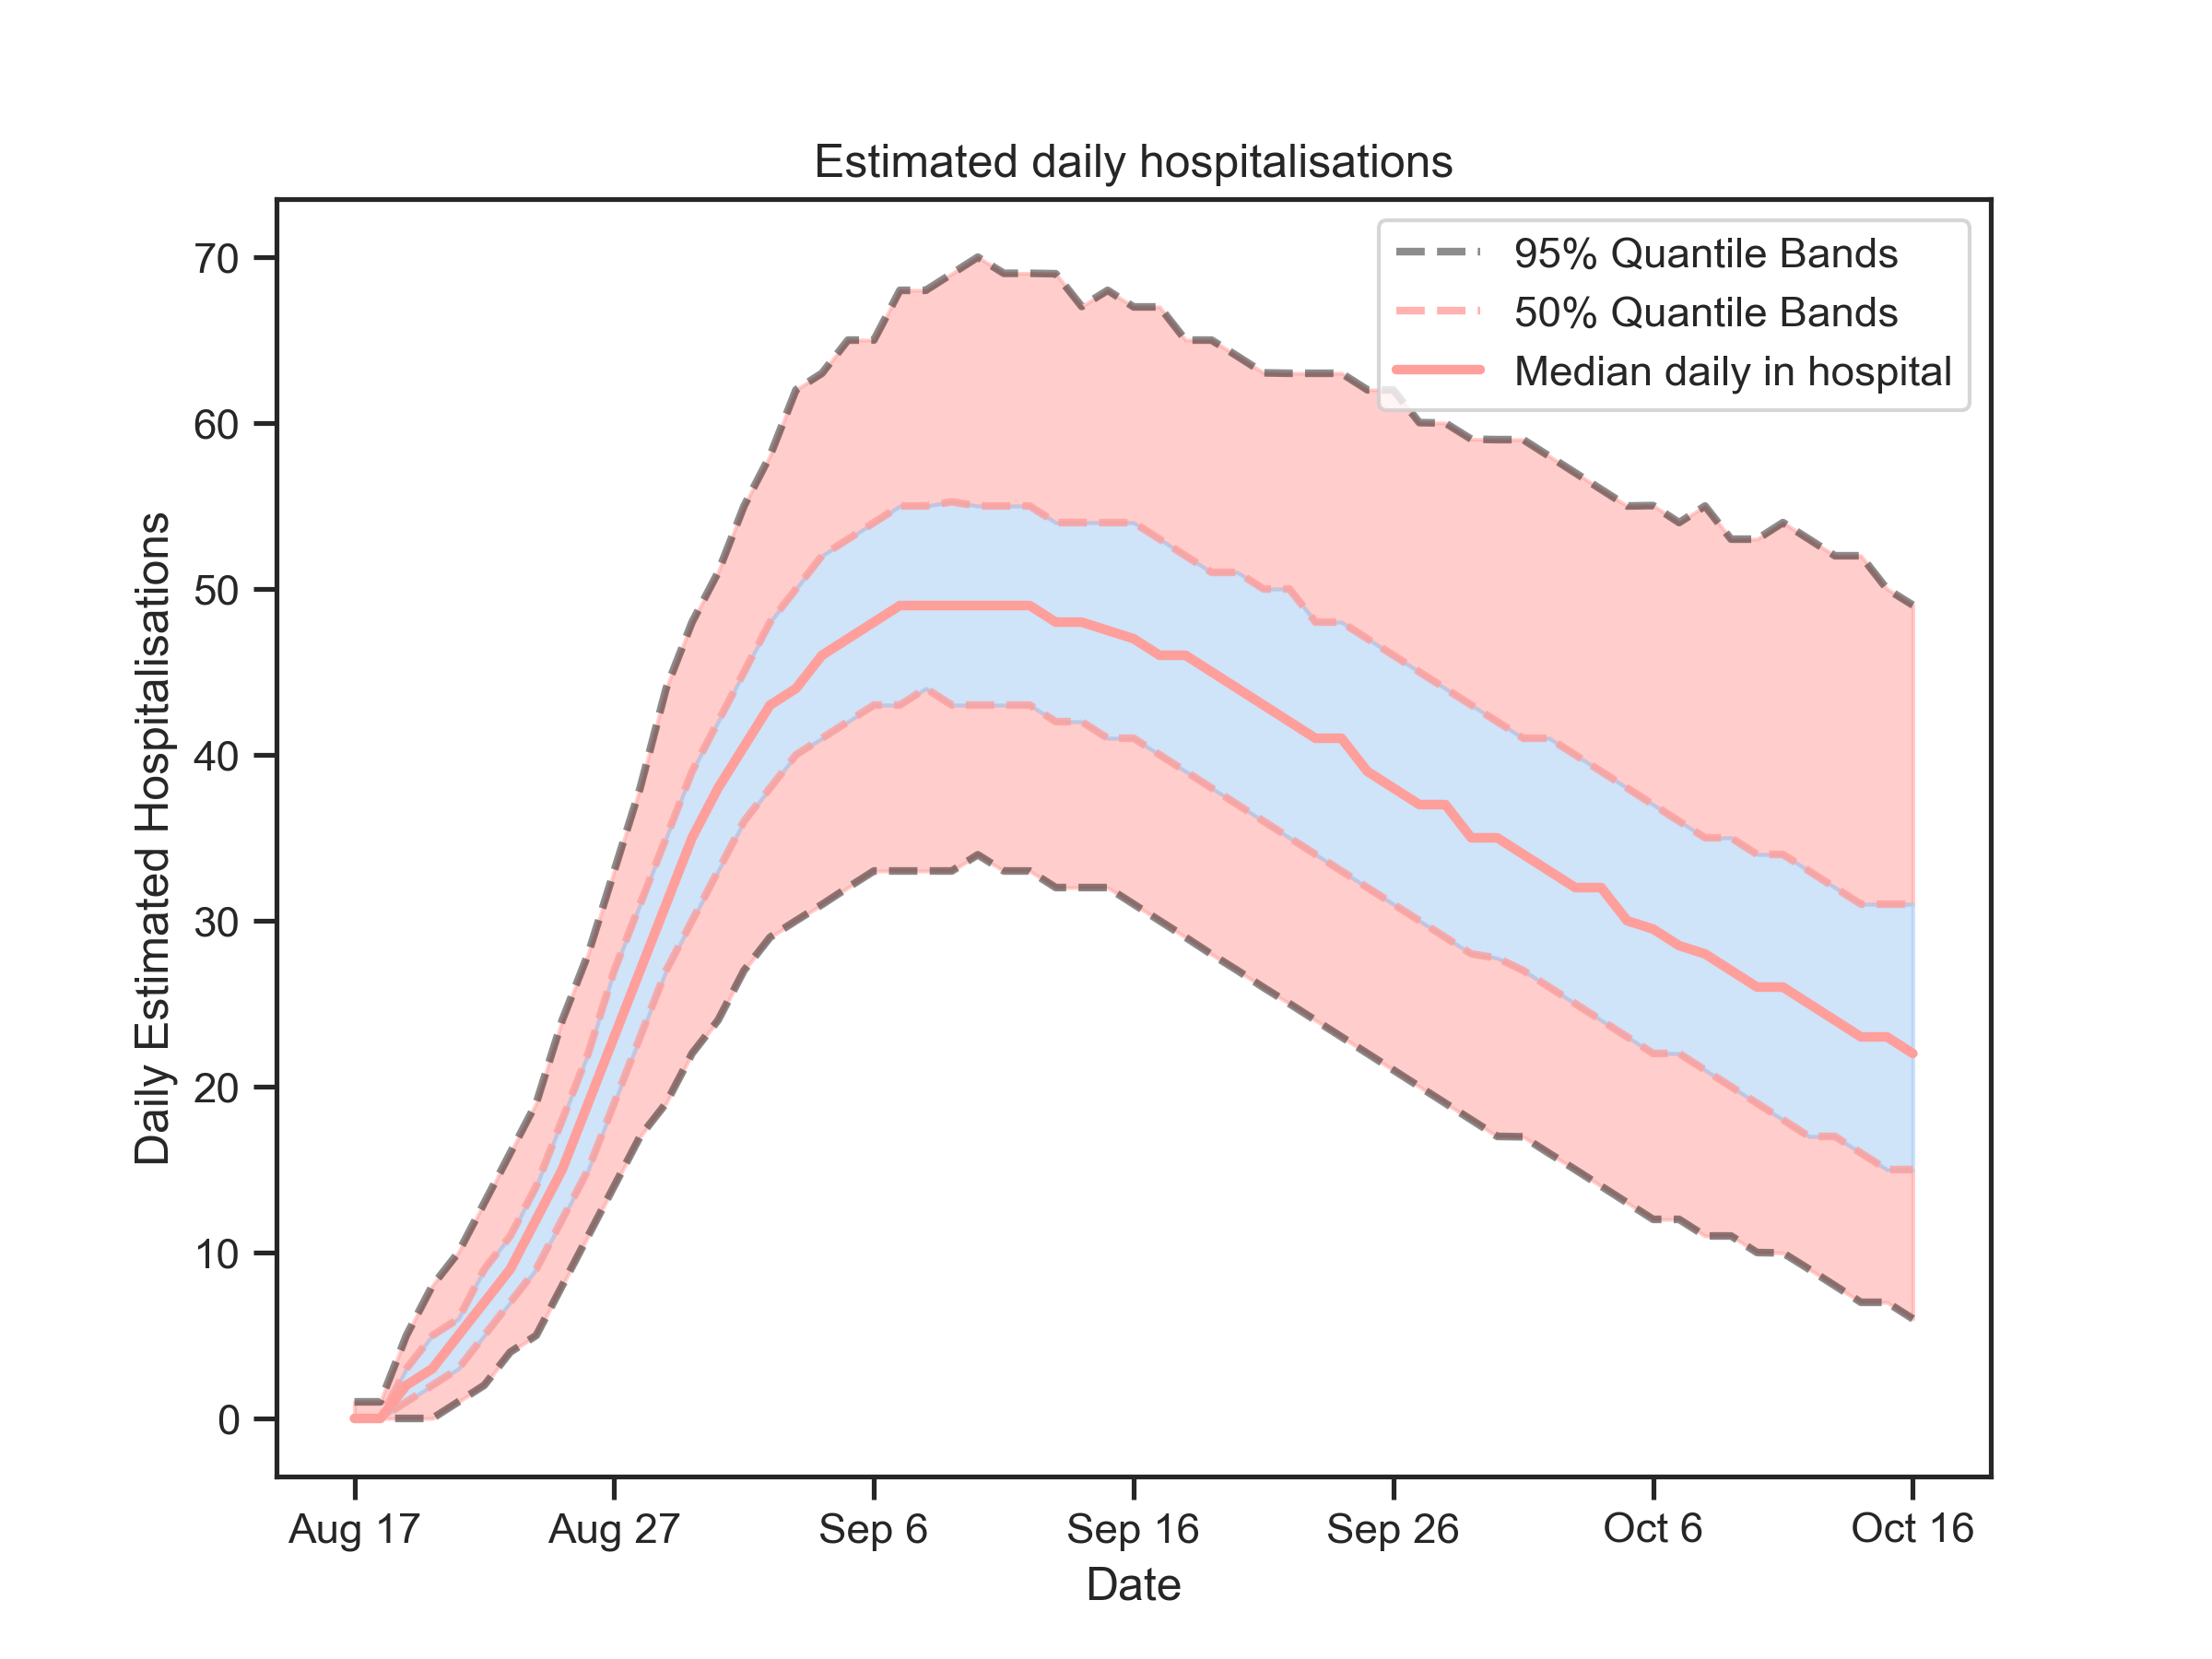 Estimated daily hospitalisations
95% Quantile Bands
50% Quantile Bands
Median daily in hospital
Daily Estimated Hospitalisations
70
60
50
40
30
20
10
0
Aug 17 Aug 27 Sep 6 Sep 16 Sep 26 Oct 6 Oct 16
Date